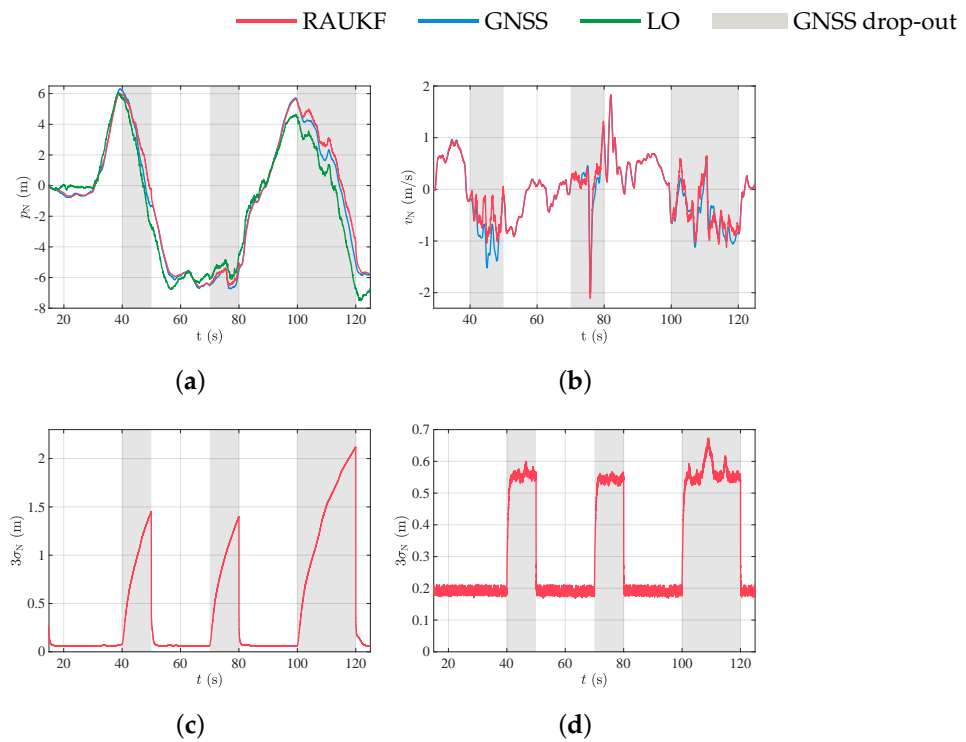 RAUKF GNSS LO GNSS drop-out
6
4
2
0
-2
-4
-6
-8
p_N (m)
20 40 60 80 100 120
t (s)
(a)
2
1
0
-1
-2
v_N (m/s)
40 60 80 100 120
t (s)
(b)
2
1.5
1
0.5
0
3σ_N (m)
20 40 60 80 100 120
t (s)
(c)
0.7
0.6
0.5
0.4
0.3
0.2
0.1
0
3σ_N (m)
20 40 60 80 100 120
t (s)
(d)